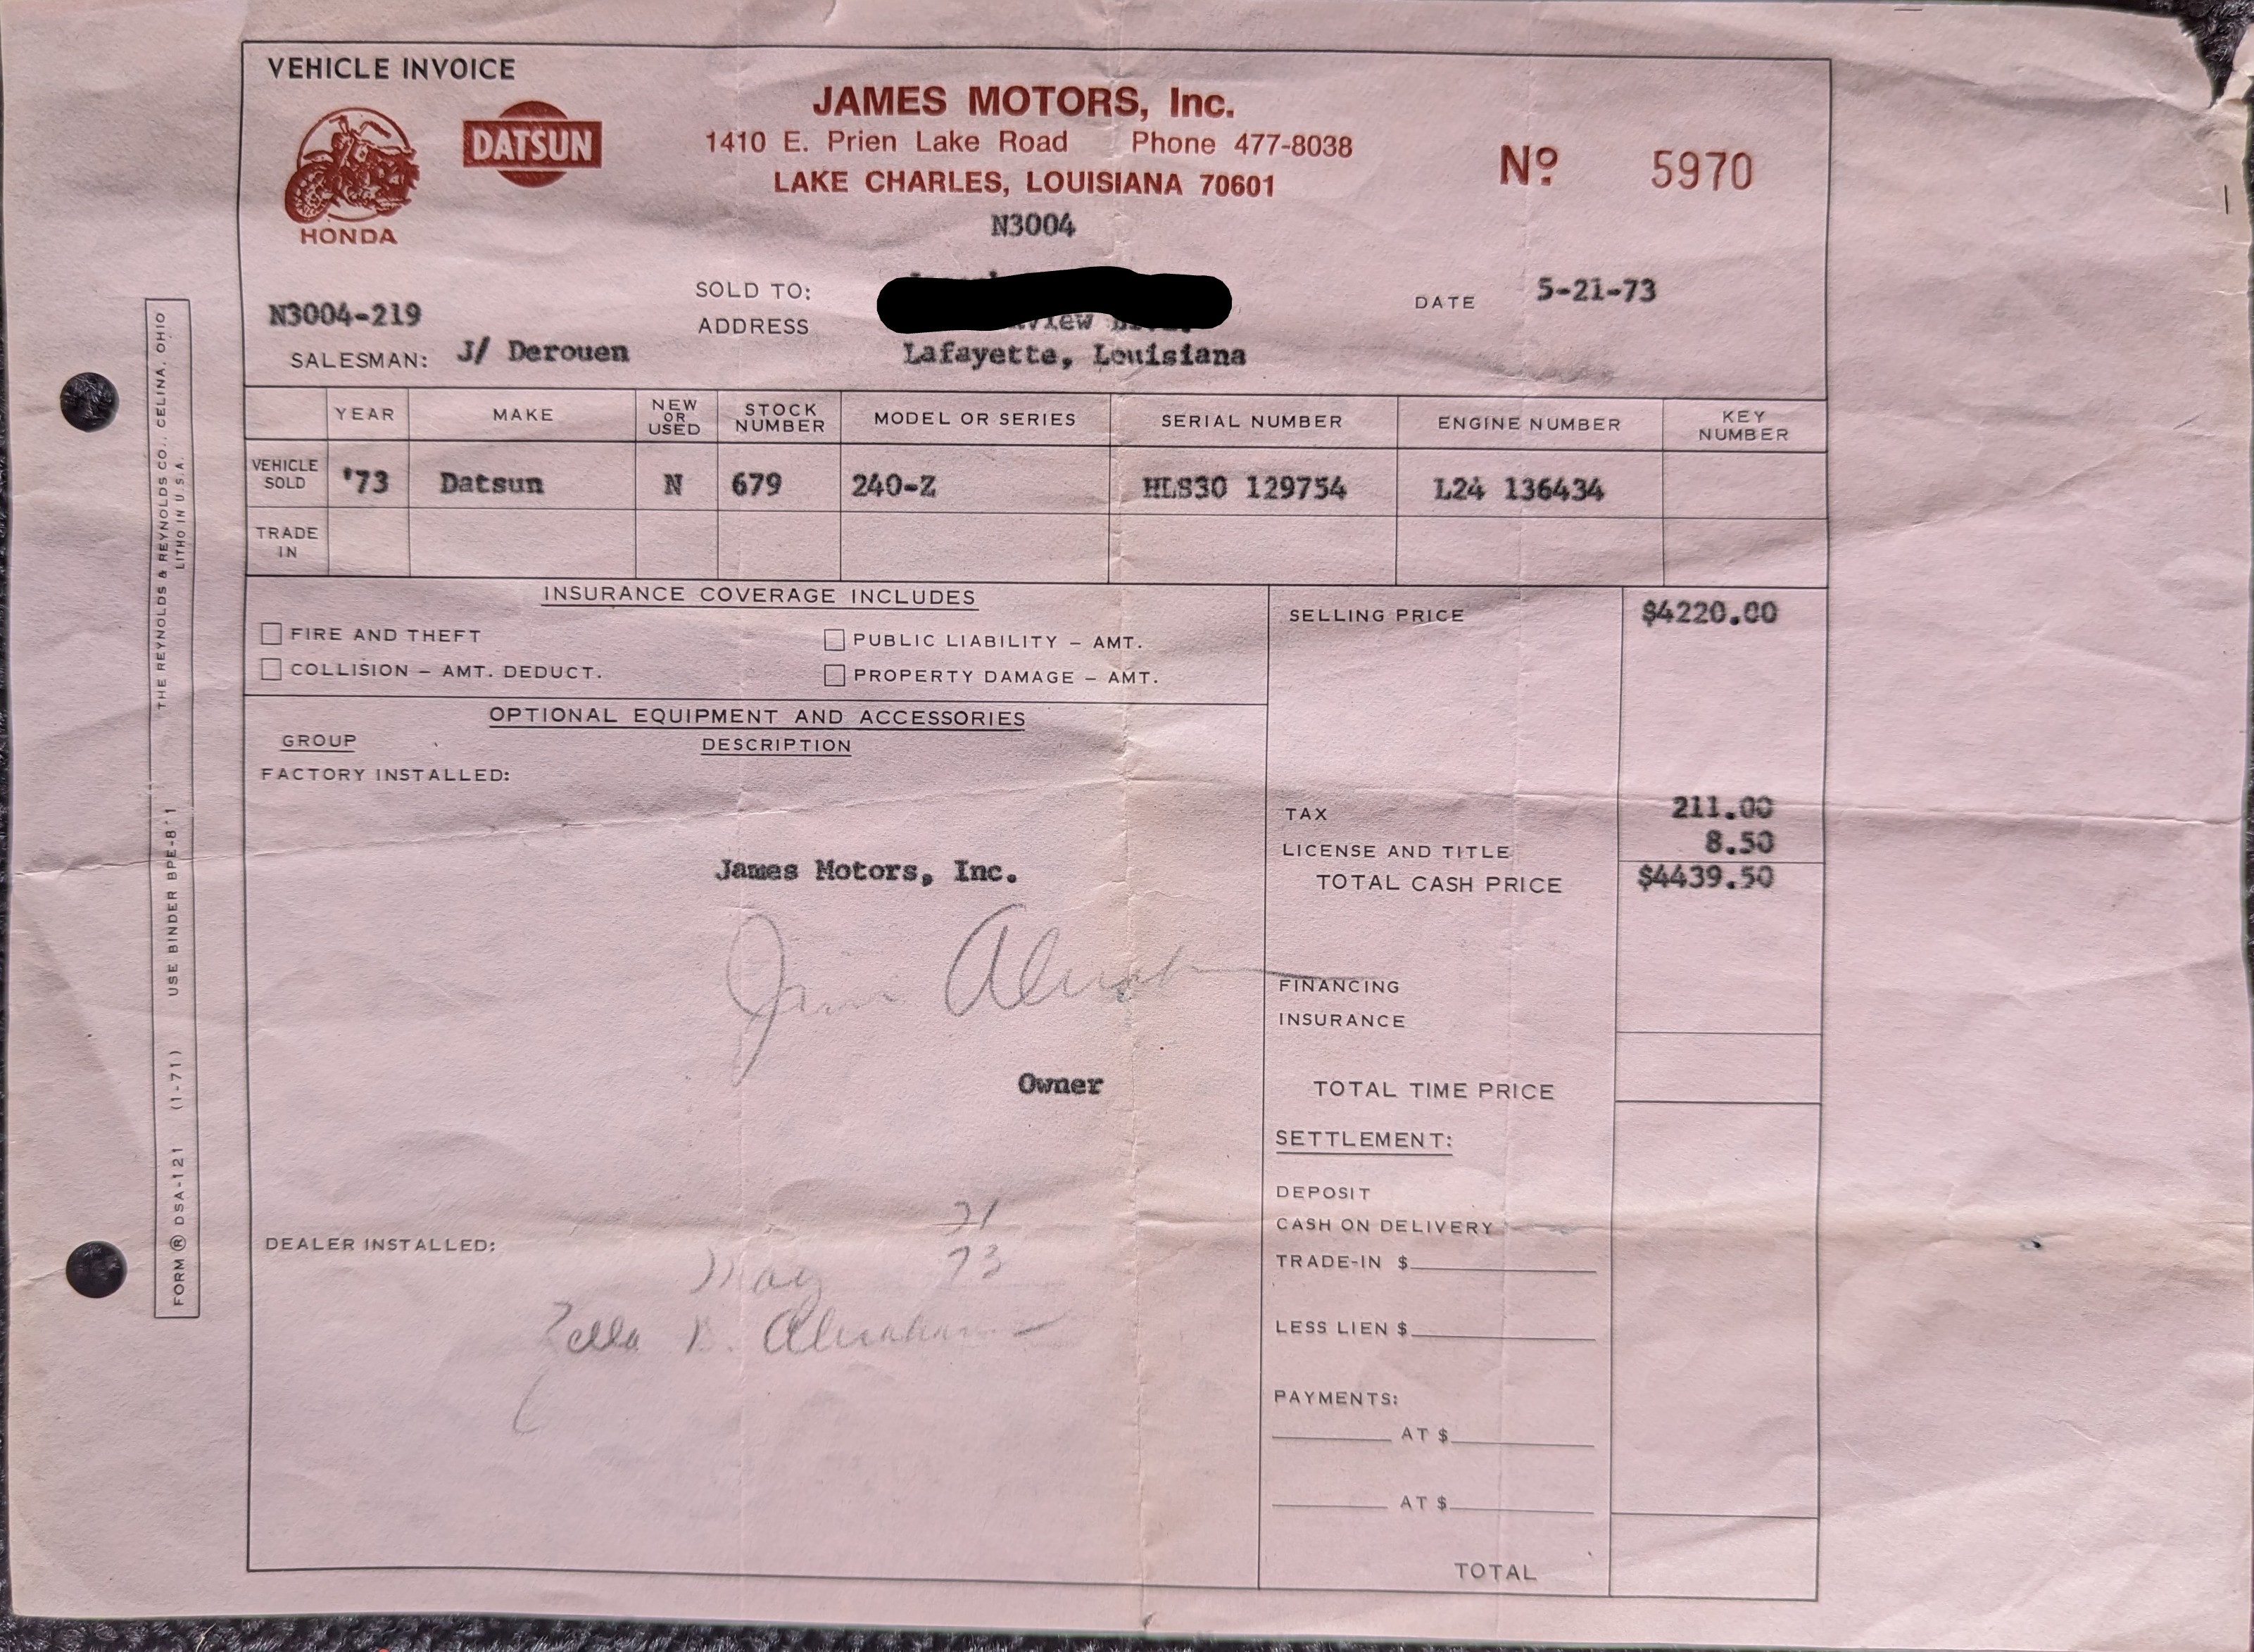 VEHICLE INVOICE
HONDA
DATSUN
JAMES MOTORS, Inc.
1410 E. Prien Lake Road Phone 477-8038
LAKE CHARLES, LOUISIANA 70601
Nº 5970
N3004
N3004-219
SALESMAN: J/ Derouen
SOLD TO:
ADDRESS
Lafayette, Louisiana
DATE 5-21-73
YEAR MAKE NEW OR USED STOCK NUMBER MODEL OR SERIES SERIAL NUMBER ENGINE NUMBER KEY NUMBER
VEHICLE SOLD '73 Datsun N 679 240-Z HLS30 129754 L24 136434
TRADE IN
INSURANCE COVERAGE INCLUDES
FIRE AND THEFT
PUBLIC LIABILITY – AMT.
COLLISION – AMT. DEDUCT.
PROPERTY DAMAGE – AMT.
OPTIONAL EQUIPMENT AND ACCESSORIES
GROUP DESCRIPTION
FACTORY INSTALLED:
James Motors, Inc.
Owner
DEALER INSTALLED:
21
May 73
Zella B. Abraham
SELLING PRICE $4220.00
TAX 211.00
LICENSE AND TITLE 8.50
TOTAL CASH PRICE $4439.50
FINANCING
INSURANCE
TOTAL TIME PRICE
SETTLEMENT:
DEPOSIT
CASH ON DELIVERY
TRADE-IN $
LESS LIEN $
PAYMENTS:
AT $
AT $
TOTAL
FORM ® DSA-121 (1-71) USE BINDER BPE-8 THE REYNOLDS & REYNOLDS CO., CELINA, OHIO
LITHO IN U.S.A.